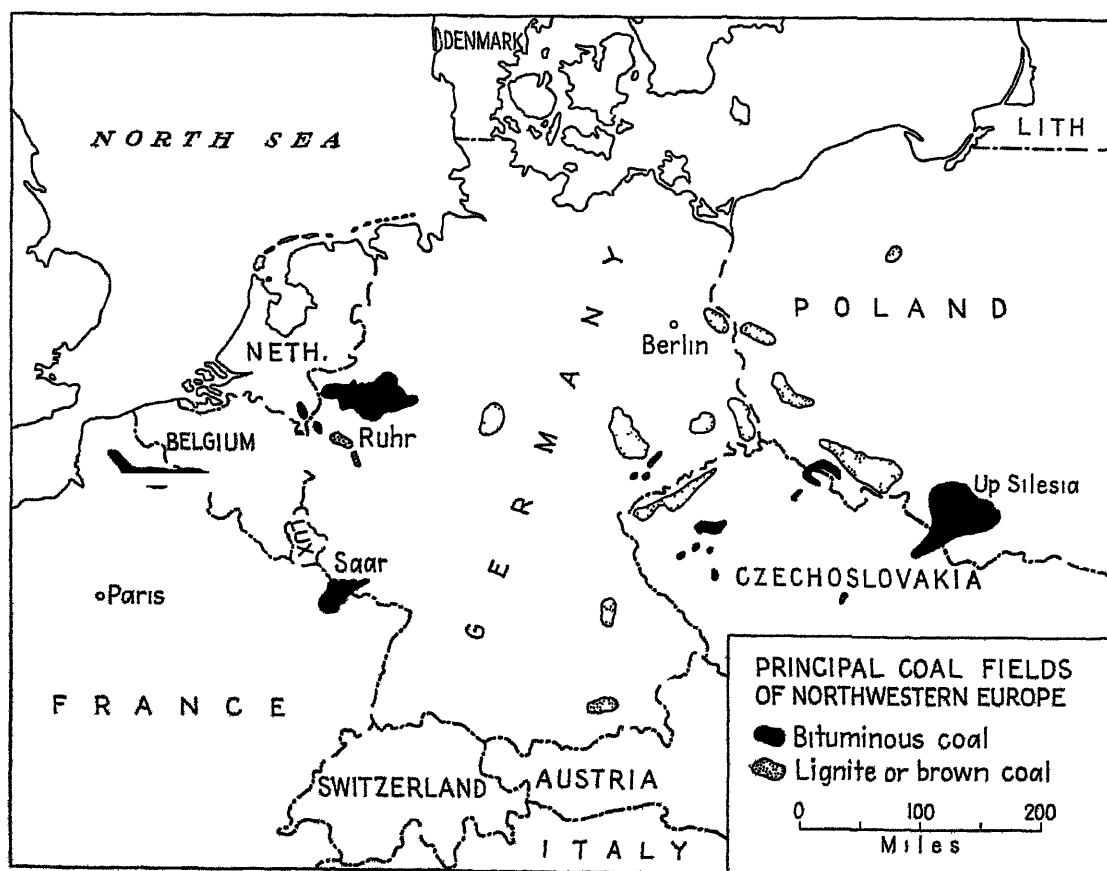 DENMARK
NORTH SEA
LITH
POLAND
Berlin
NETH.
GERMANY
BELGIUM
Ruhr
Up Silesia
LUX
Saar
CZECHOSLOVAKIA
Paris
FRANCE
SWITZERLAND
AUSTRIA
ITALY
PRINCIPAL COAL FIELDS
OF NORTHWESTERN EUROPE
Bituminous coal
Lignite or brown coal
0 100 200
Miles